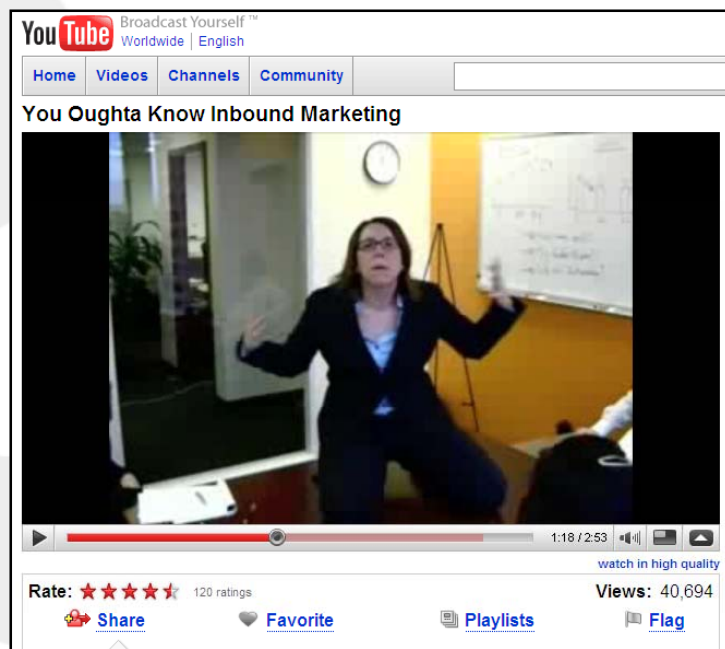 You Tube Broadcast Yourself ™
Worldwide | English
Home Videos Channels Community
You Oughta Know Inbound Marketing
1:18 / 2:53
watch in high quality
Rate: 120 ratings Views: 40,694
Share Favorite Playlists Flag